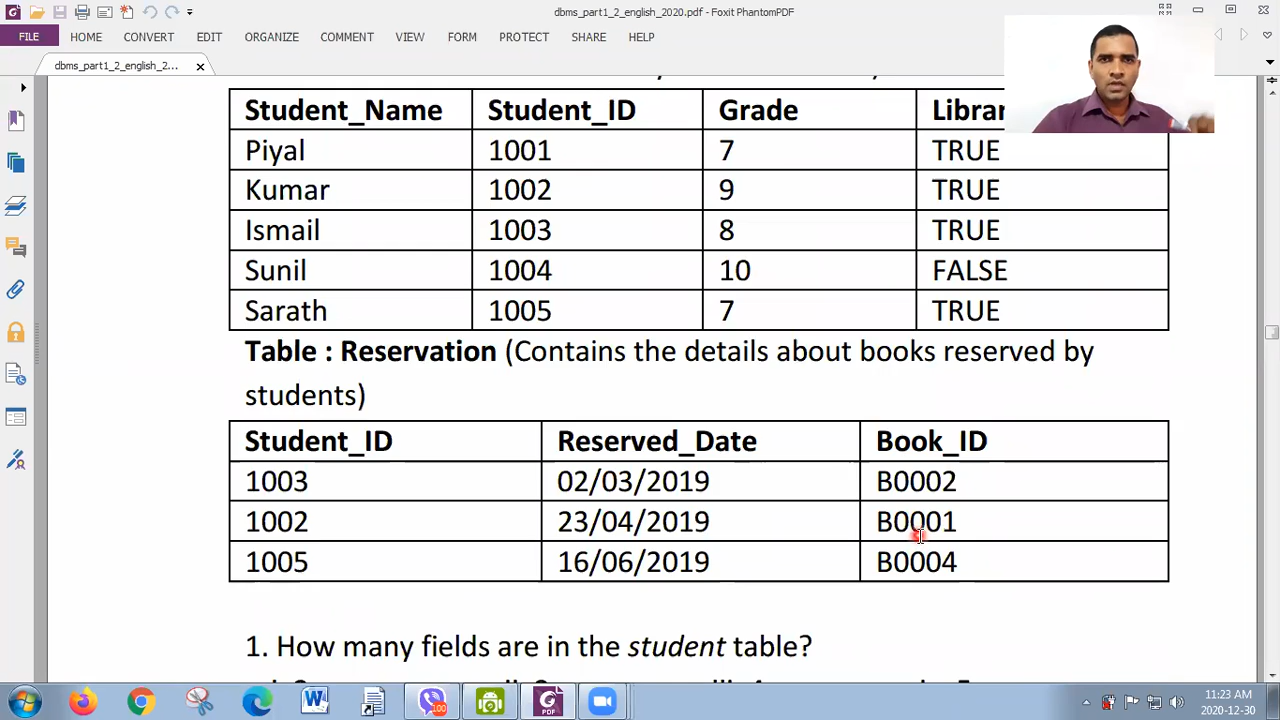 dbms_part1_2_english_2020.pdf - Foxit PhantomPDF
FILE HOME CONVERT EDIT ORGANIZE COMMENT VIEW FORM PROTECT SHARE HELP
dbms_part1_2_english_2...
Student_Name Student_ID Grade
Piyal 1001 7 TRUE
Kumar 1002 9 TRUE
Ismail 1003 8 TRUE
Sunil 1004 10 FALSE
Sarath 1005 7 TRUE
Table : Reservation (Contains the details about books reserved by
students)
Student_ID Reserved_Date Book_ID
1003 02/03/2019 B0002
1002 23/04/2019 B0001
1005 16/06/2019 B0004
1. How many fields are in the student table?
100
PDF
11:23 AM
2020-12-30